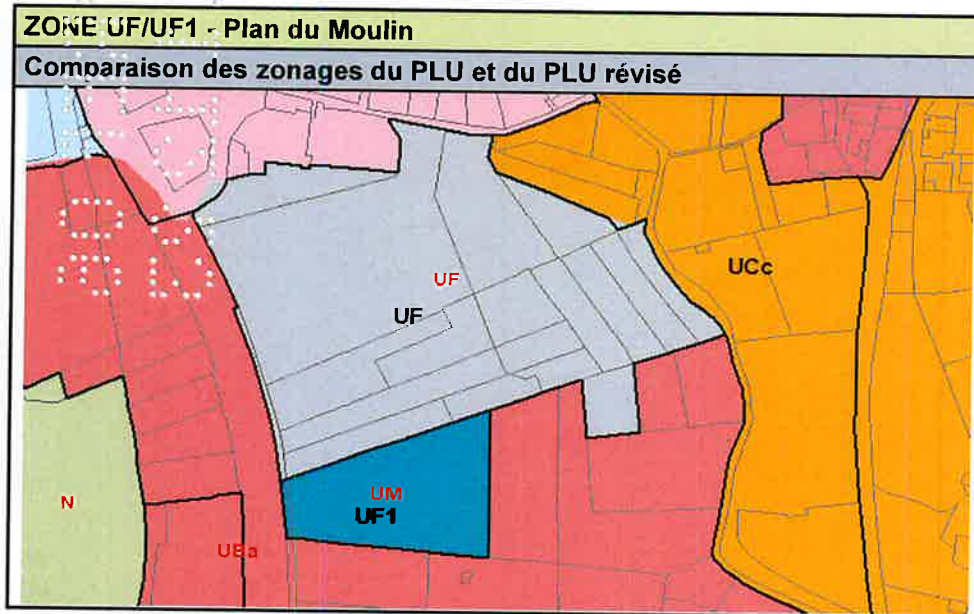 ZONE UF/UF1 - Plan du Moulin
Comparaison des zonages du PLU et du PLU révisé
UCc
UF
UF
UM
UF1
N
UBa